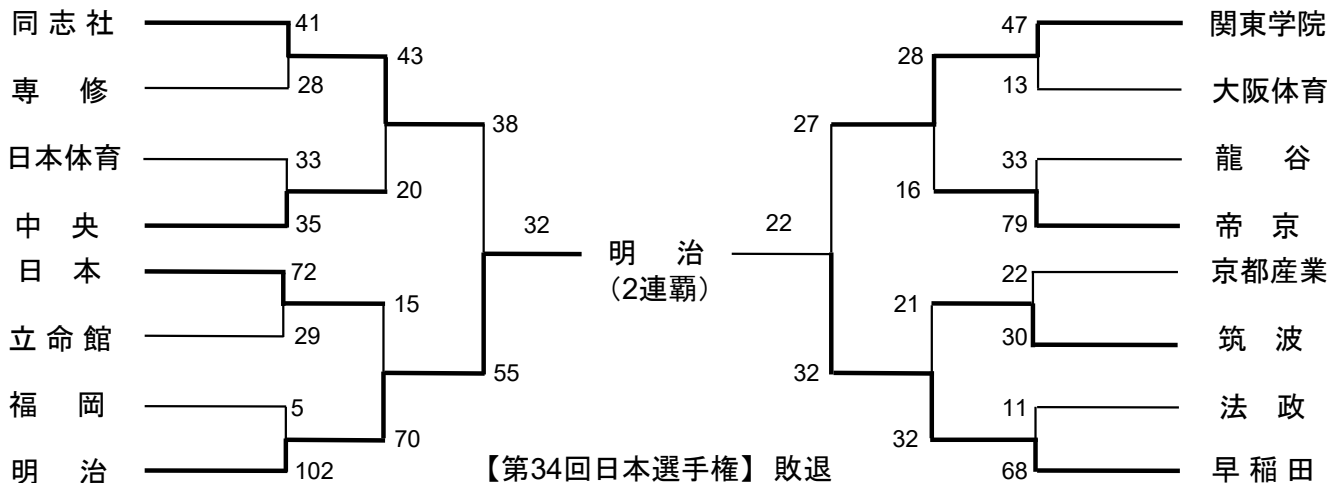 同志社 41 47 関東学院
43 28
専修 28 13 大阪体育
38 27
日本体育 33 33 龍谷
20 16
中央 35 79 帝京
32 明治 22
日本 72 22 京都産業
(2連覇)
15 21
立命館 29 30 筑波
55 32
福岡 5 11 法政
70 32
明治 102 【第34回日本選手権】敗退 68 早稲田